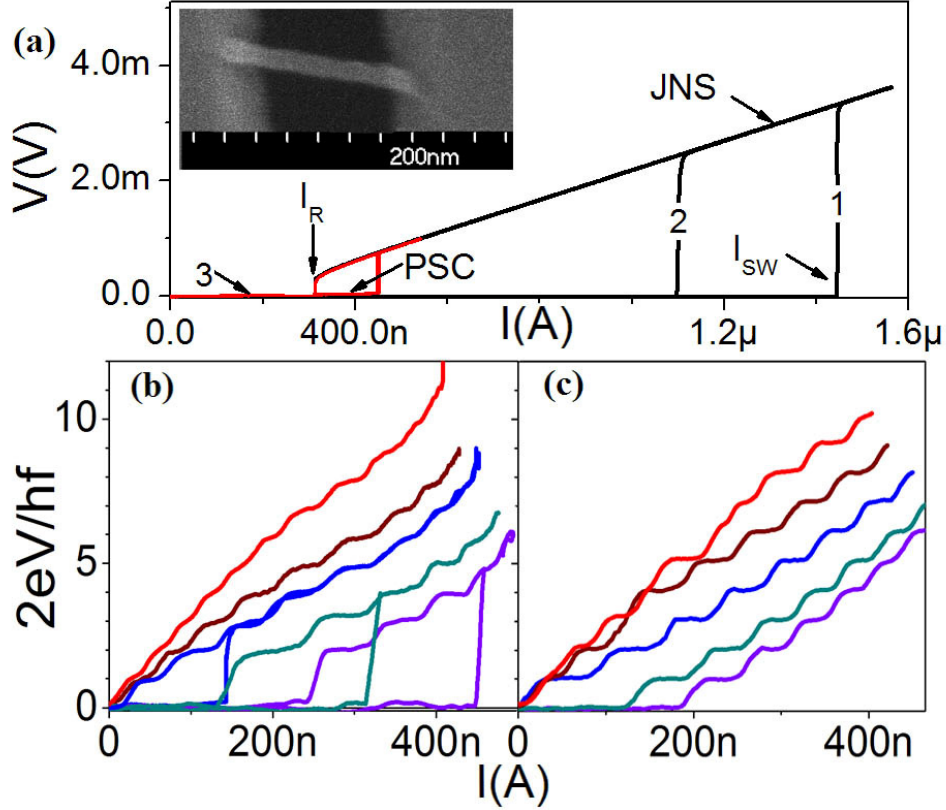 (a)
V(V)
4.0m
2.0m
0.0
200nm
JNS
I_R
3
PSC
2
1
I_SW
0.0 400.0n 1.2µ 1.6µ
I(A)
(b) (c)
2eV/hf
10
5
0
0 200n 400n 0 200n 400n
I(A)